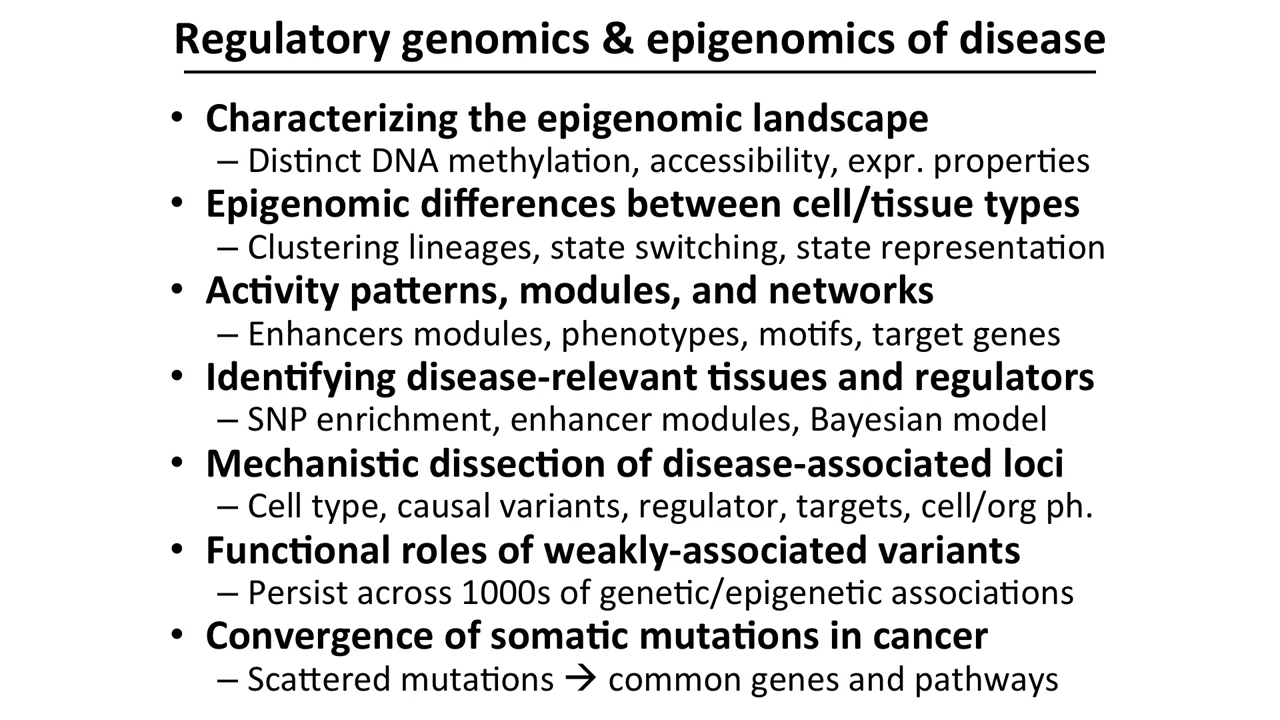 Regulatory genomics & epigenomics of disease
• Characterizing the epigenomic landscape
– Distinct DNA methylation, accessibility, expr. properties
• Epigenomic differences between cell/tissue types
– Clustering lineages, state switching, state representation
• Activity patterns, modules, and networks
– Enhancers modules, phenotypes, motifs, target genes
• Identifying disease-relevant tissues and regulators
– SNP enrichment, enhancer modules, Bayesian model
• Mechanistic dissection of disease-associated loci
– Cell type, causal variants, regulator, targets, cell/org ph.
• Functional roles of weakly-associated variants
– Persist across 1000s of genetic/epigenetic associations
• Convergence of somatic mutations in cancer
– Scattered mutations → common genes and pathways